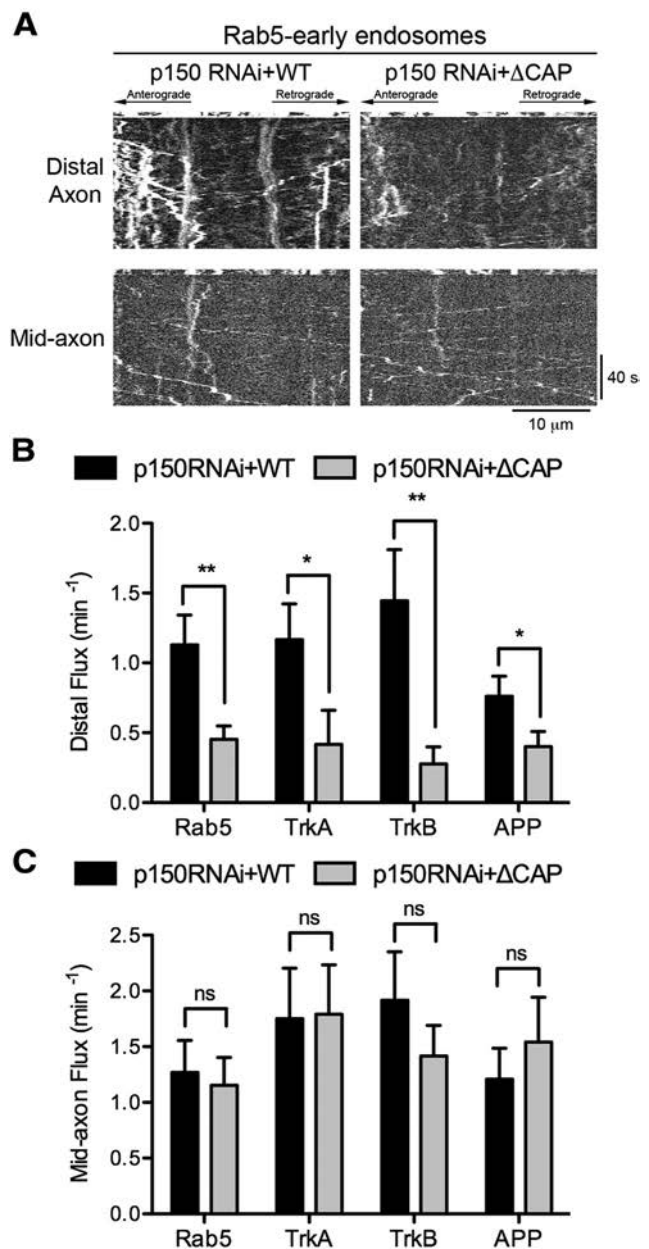 A
Rab5-early endosomes
p150 RNAi+WT p150 RNAi+ΔCAP
Anterograde Retrograde Anterograde Retrograde
Distal
Axon
Mid-axon
40 s
10 μm
B
p150RNAi+WT p150RNAi+ΔCAP
Distal Flux (min -1)
2.0
1.5
1.0
0.5
0.0
** * ** *
Rab5 TrkA TrkB APP
C
p150RNAi+WT p150RNAi+ΔCAP
Mid-axon Flux (min -1)
2.5
2.0
1.5
1.0
0.5
0.0
ns ns ns ns
Rab5 TrkA TrkB APP